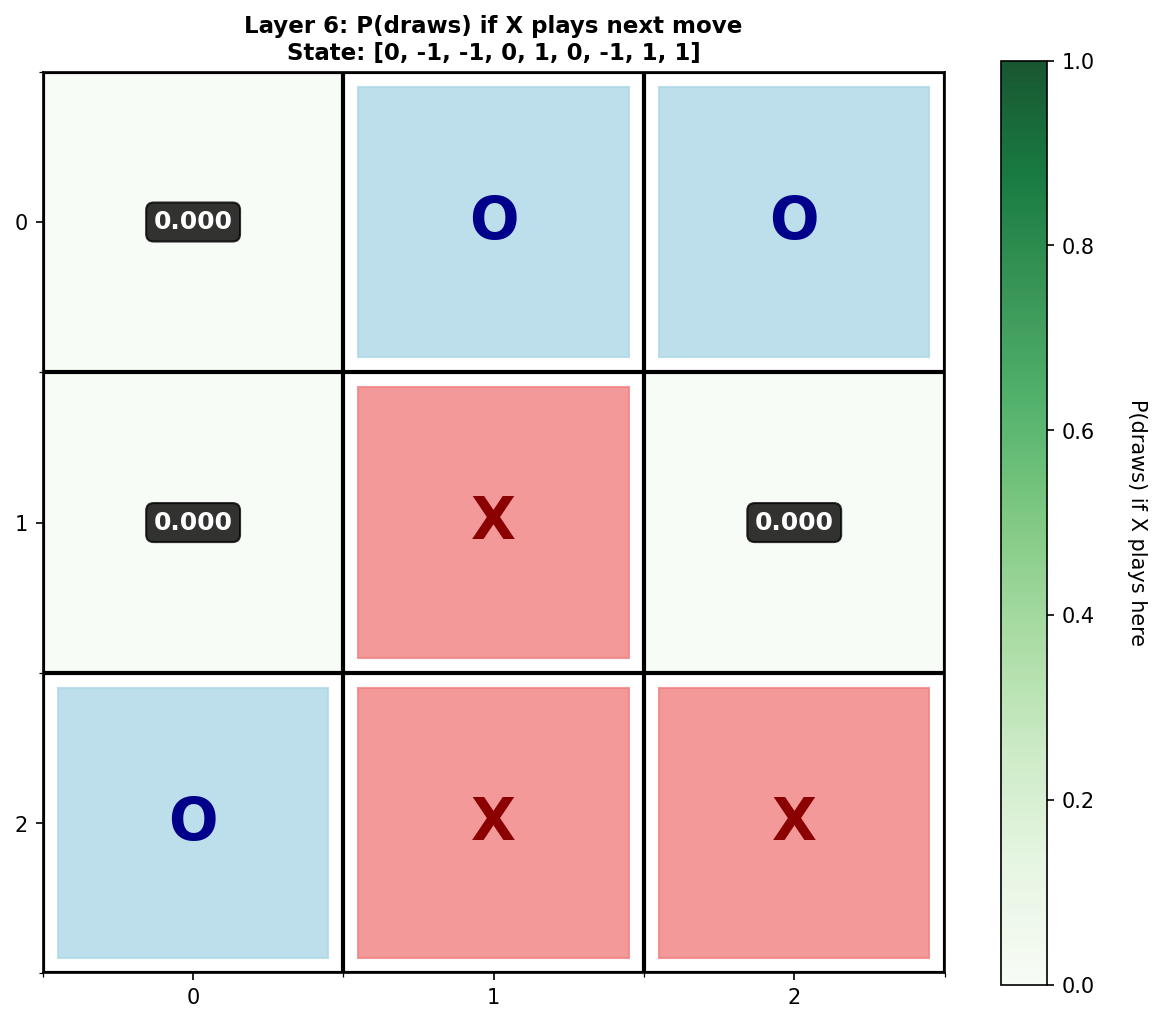 Layer 6: P(draws) if X plays next move
State: [0, -1, -1, 0, 1, 0, -1, 1, 1]
0
0.000
O
O
1
0.000
X
0.000
2
O
X
X
0
1
2
1.0
0.8
0.6
0.4
0.2
0.0
P(draws) if X plays here